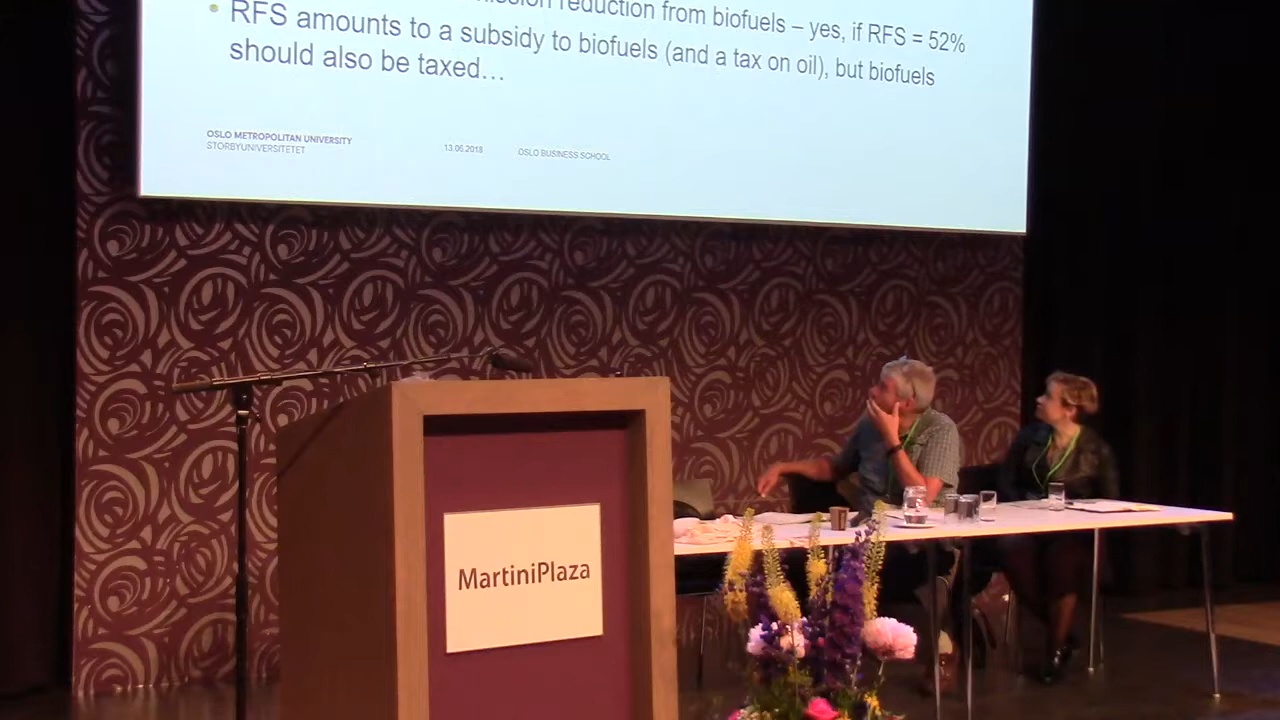 reduction from biofuels – yes, if RFS = 52%
• RFS amounts to a subsidy to biofuels (and a tax on oil), but biofuels
should also be taxed…
OSLO METROPOLITAN UNIVERSITY
STORBYUNIVERSITETET
13.06.2018
OSLO BUSINESS SCHOOL
MartiniPlaza